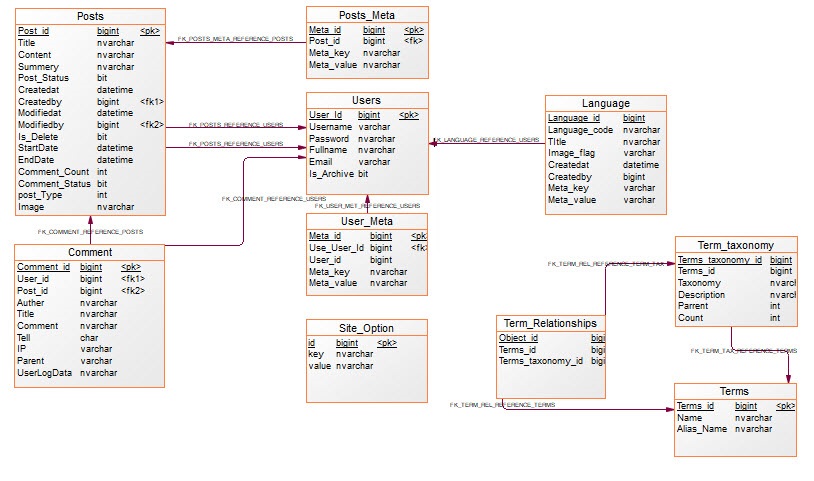 Posts
Post_id bigint <pk>
Title nvarchar
Content nvarchar
Summery nvarchar
Post_Status bit
Createdat datetime
Createdby bigint <fk1>
Modifiedat datetime
Modifiedby bigint <fk2>
Is_Delete bit
StartDate datetime
EndDate datetime
Comment_Count int
Comment_Status bit
post_Type int
Image nvarchar
FK_POSTS_META_REFERENCE_POSTS
Posts_Meta
Meta_id bigint <pk>
Post_id bigint <fk>
Meta_key nvarchar
Meta_value nvarchar
FK_POSTS_REFERENCE_USERS
FK_POSTS_REFERENCE_USERS
Users
User_Id bigint <pk>
Username varchar
Password nvarchar
Fullname nvarchar
Email varchar
Is_Archive bit
FK_LANGUAGE_REFERENCE_USERS
Language
Language_id bigint
Language_code nvarchar
TItle nvarchar
Image_flag varchar
Createdat datetime
Createdby bigint
Meta_key varchar
Meta_value varchar
FK_COMMENT_REFERENCE_USERS
FK_USER_MET_REFERENCE_USERS
FK_COMMENT_REFERENCE_POSTS
User_Meta
Meta_id bigint <pk
Use_User_Id bigint <fk
User_id bigint
Meta_key nvarchar
Meta_value nvarchar
Comment
Comment_id bigint <pk>
User_id bigint <fk1>
Post_id bigint <fk2>
Auther nvarchar
Title nvarchar
Comment nvarchar
Tell char
IP varchar
Parent varchar
UserLogData nvarchar
Site_Option
id bigint <pk>
key nvarchar
value nvarchar
FK_TERM_REL_REFERENCE_TERM_TAX
Term_taxonomy
Terms_taxonomy_id bigint
Terms_id bigint
Taxonomy nvarcl
Description nvarcl
Parent int
Count int
Term_Relationships
Object_id bigi
Terms_id bigi
Terms_taxonomy_id bigi
FK_TERM_TAX_REFERENCE_TERMS
FK_TERM_REL_REFERENCE_TERMS
Terms
Terms_id bigint <pk>
Name nvarchar
Alias_Name nvarchar